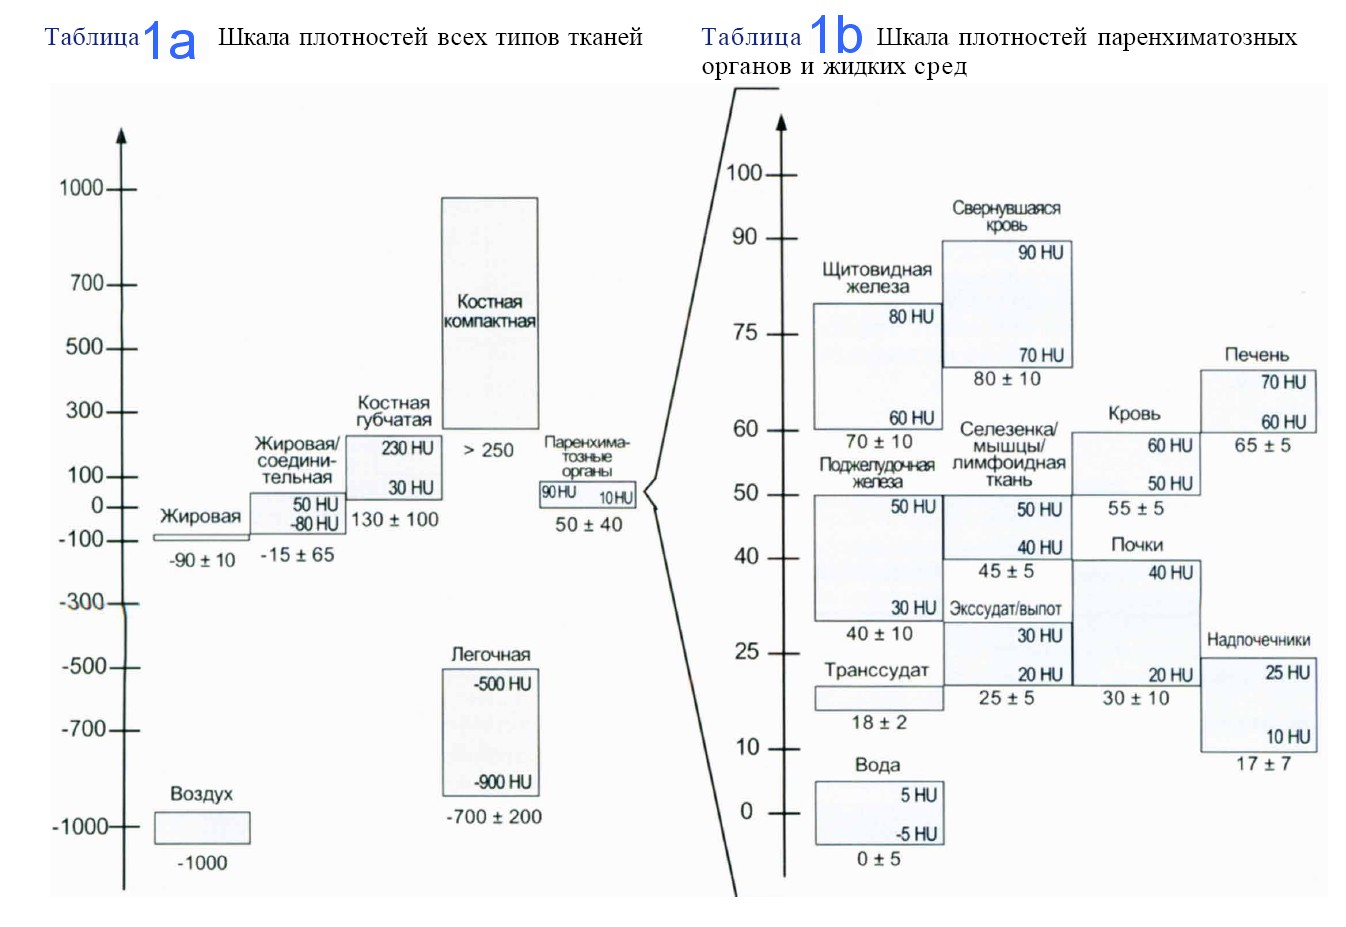 Таблица 1a Шкала плотностей всех типов тканей
Таблица 1b Шкала плотностей паренхиматозных
органов и жидких сред
1000
700
500
300
100
0
-100
-300
-500
-700
-1000
Жировая
-90 ± 10
Жировая/
соедини-
тельная
50 HU
-80 HU
-15 ± 65
Костная
губчатая
230 HU
30 HU
130 ± 100
Костная
компактная
> 250
Паренхима-
тозные
органы
90 HU 10 HU
50 ± 40
Легочная
-500 HU
-900 HU
-700 ± 200
Воздух
-1000
100
90
75
60
50
40
25
10
0
Щитовидная
железа
80 HU
60 HU
70 ± 10
Свернувшаяся
кровь
90 HU
70 HU
80 ± 10
Печень
70 HU
60 HU
65 ± 5
Кровь
60 HU
50 HU
55 ± 5
Поджелудочная
железа
50 HU
30 HU
40 ± 10
Селезенка/
мышцы/
лимфоидная
ткань
50 HU
40 HU
45 ± 5
Почки
40 HU
20 HU
30 ± 10
Экссудат/выпот
30 HU
20 HU
25 ± 5
Надпочечники
25 HU
10 HU
17 ± 7
Транссудат
18 ± 2
Вода
5 HU
-5 HU
0 ± 5